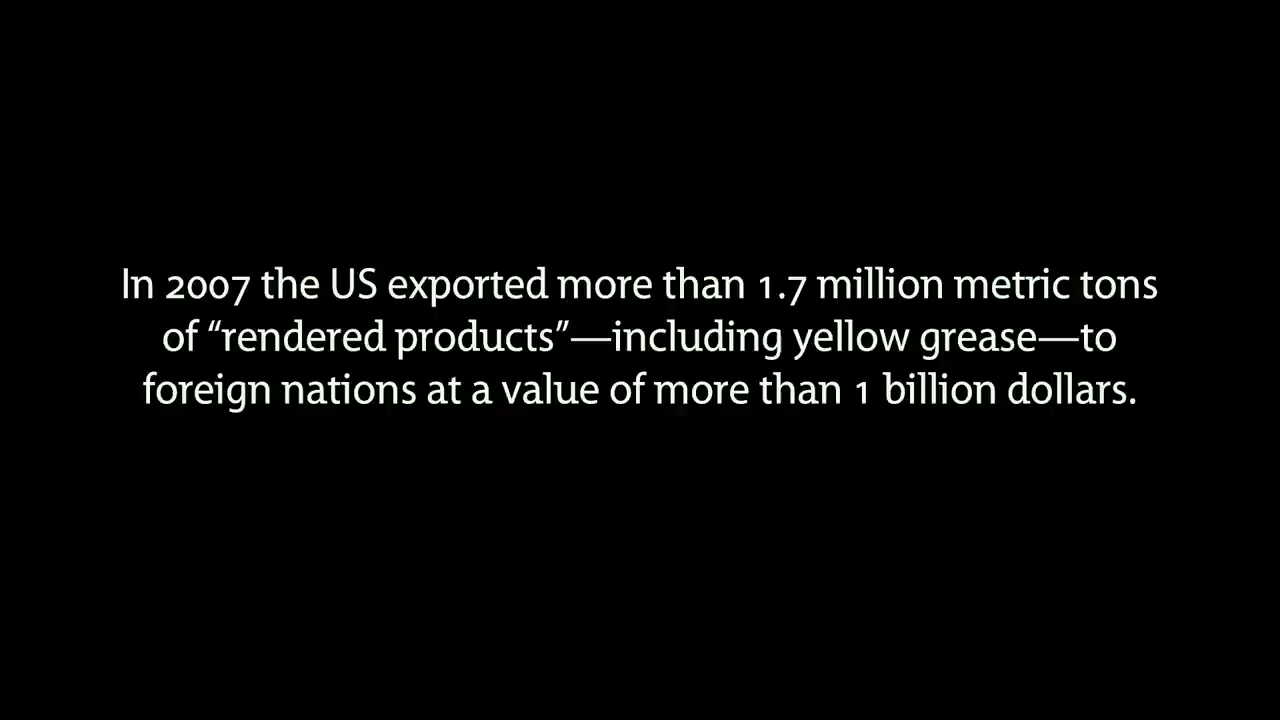 In 2007 the US exported more than 1.7 million metric tons
of “rendered products”—including yellow grease—to
foreign nations at a value of more than 1 billion dollars.